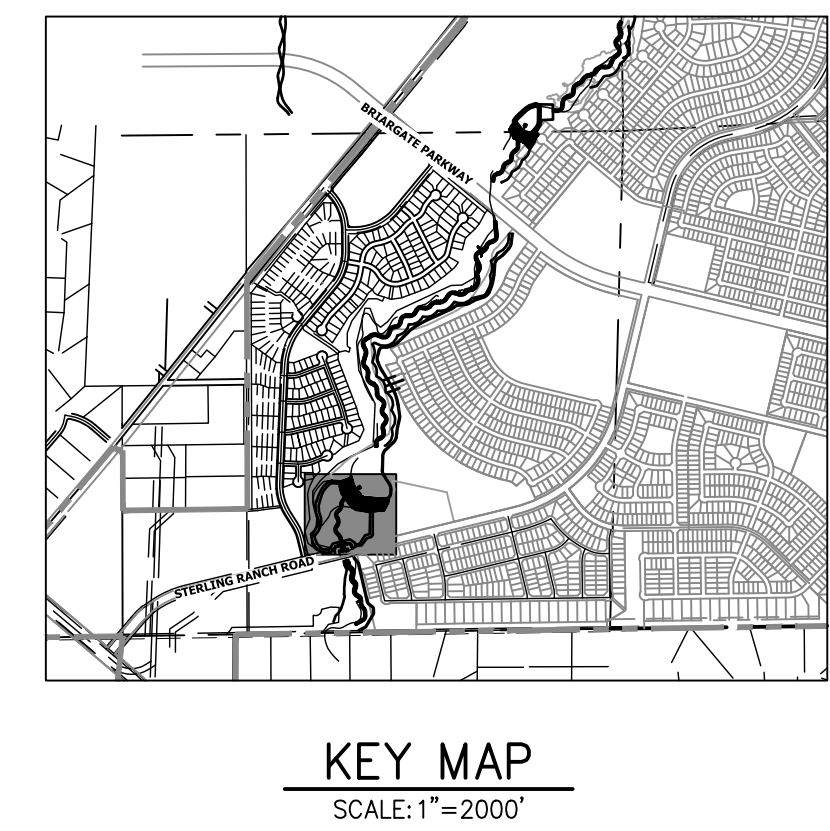 BRIARGATE PARKWAY
STERLING RANCH ROAD
KEY MAP
SCALE: 1"=2000'